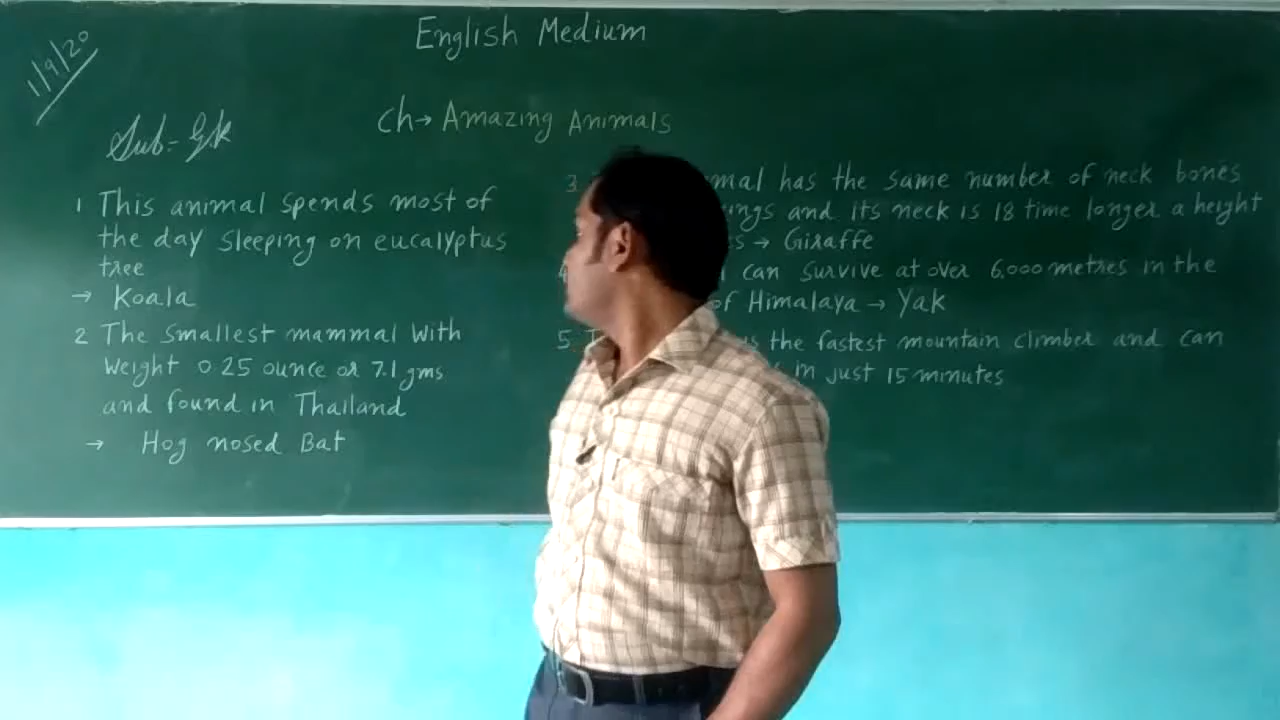 1/9/20
English Medium
Sub = GK
Ch → Amazing Animals
1 This animal spends most of
the day sleeping on eucalyptus
tree
→ Koala
2 The smallest mammal with
weight 0.25 ounce or 7.1 gms
and found in Thailand
→ Hog nosed Bat
3. has the same number of neck bones
and its neck is 18 time longer a height
→ Giraffe
can survive at over 6,000 metres in the
of Himalaya → Yak
5. the fastest mountain climber and can
in just 15 minutes